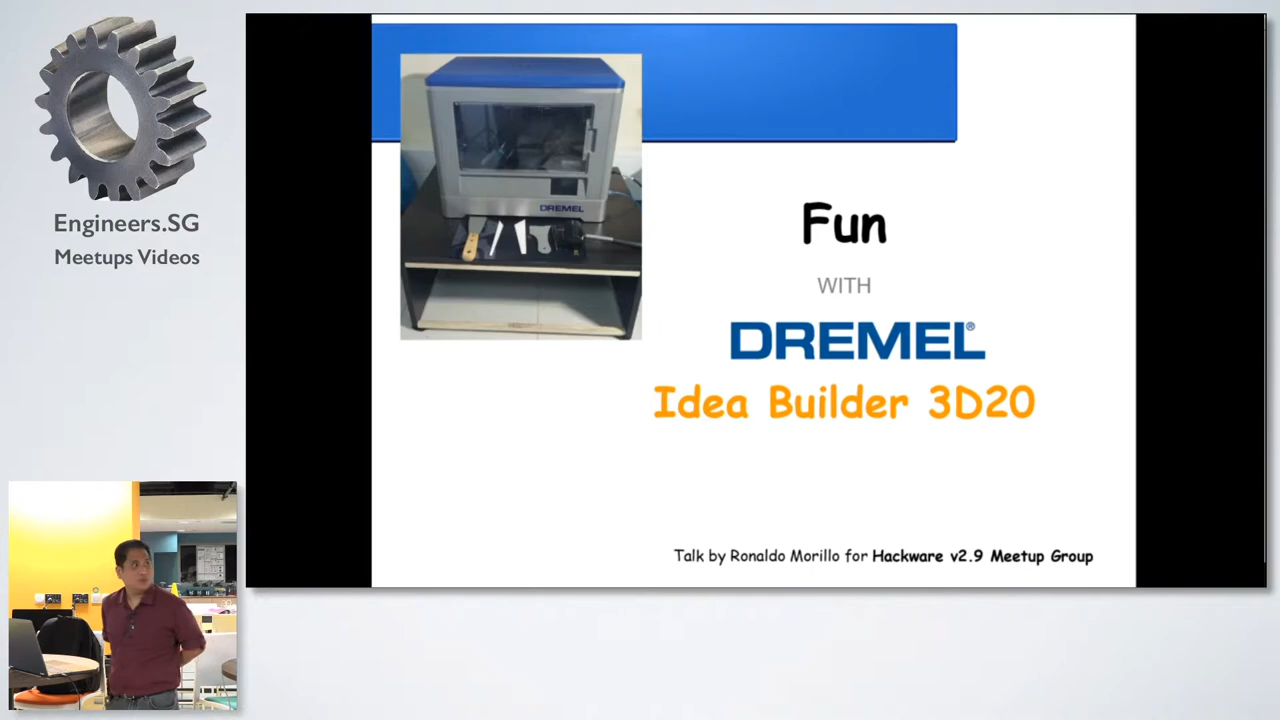 Engineers.SG
Meetups Videos
DREMEL
Fun
WITH
DREMEL®
Idea Builder 3D20
Talk by Ronaldo Morillo for Hackware v2.9 Meetup Group